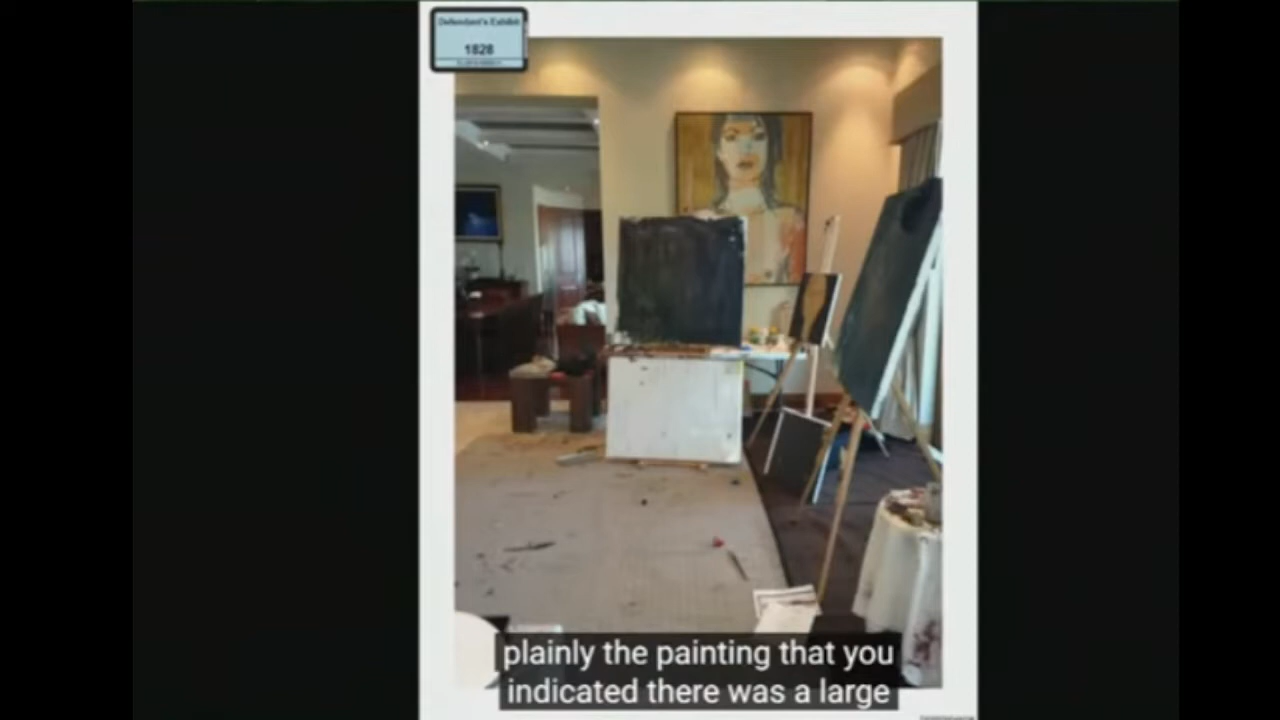 Defendant's Exhibit
1828
plainly the painting that you
indicated there was a large